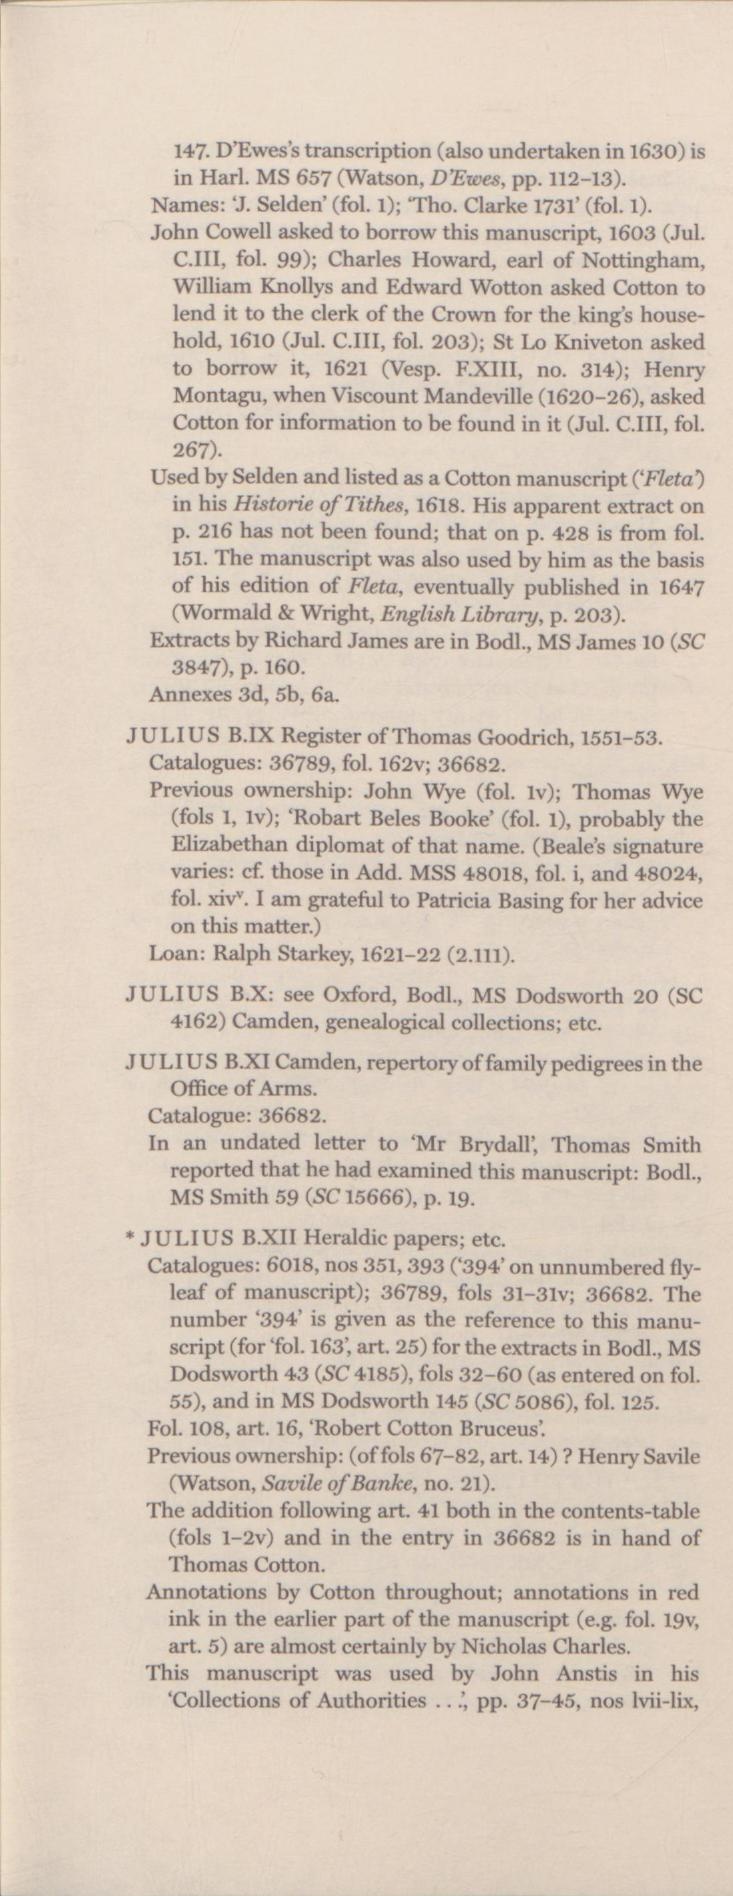 147. D'Ewes's transcription (also undertaken in 1630) is
in Harl. MS 657 (Watson, D'Ewes, pp. 112–13).
Names: 'J. Selden' (fol. 1); 'Tho. Clarke 1731' (fol. 1).
John Cowell asked to borrow this manuscript, 1603 (Jul.
C.III, fol. 99); Charles Howard, earl of Nottingham,
William Knollys and Edward Wotton asked Cotton to
lend it to the clerk of the Crown for the king's house-
hold, 1610 (Jul. C.III, fol. 203); St Lo Kniveton asked
to borrow it, 1621 (Vesp. F.XIII, no. 314); Henry
Montagu, when Viscount Mandeville (1620–26), asked
Cotton for information to be found in it (Jul. C.III, fol.
267).
Used by Selden and listed as a Cotton manuscript ('Fleta')
in his Historie of Tithes, 1618. His apparent extract on
p. 216 has not been found; that on p. 428 is from fol.
151. The manuscript was also used by him as the basis
of his edition of Fleta, eventually published in 1647
(Wormald & Wright, English Library, p. 203).
Extracts by Richard James are in Bodl., MS James 10 (SC
3847), p. 160.
Annexes 3d, 5b, 6a.
JULIUS B.IX Register of Thomas Goodrich, 1551–53.
Catalogues: 36789, fol. 162v; 36682.
Previous ownership: John Wye (fol. 1v); Thomas Wye
(fols 1, 1v); 'Robart Beles Booke' (fol. 1), probably the
Elizabethan diplomat of that name. (Beale's signature
varies: cf. those in Add. MSS 48018, fol. i, and 48024,
fol. xivᵛ. I am grateful to Patricia Basing for her advice
on this matter.)
Loan: Ralph Starkey, 1621–22 (2.111).
JULIUS B.X: see Oxford, Bodl., MS Dodsworth 20 (SC
4162) Camden, genealogical collections; etc.
JULIUS B.XI Camden, repertory of family pedigrees in the
Office of Arms.
Catalogue: 36682.
In an undated letter to 'Mr Brydall', Thomas Smith
reported that he had examined this manuscript: Bodl.,
MS Smith 59 (SC 15666), p. 19.
* JULIUS B.XII Heraldic papers; etc.
Catalogues: 6018, nos 351, 393 ('394' on unnumbered fly-
leaf of manuscript); 36789, fols 31–31v; 36682. The
number '394' is given as the reference to this manu-
script (for 'fol. 163', art. 25) for the extracts in Bodl., MS
Dodsworth 43 (SC 4185), fols 32–60 (as entered on fol.
55), and in MS Dodsworth 145 (SC 5086), fol. 125.
Fol. 108, art. 16, 'Robert Cotton Bruceus'.
Previous ownership: (of fols 67–82, art. 14) ? Henry Savile
(Watson, Savile of Banke, no. 21).
The addition following art. 41 both in the contents-table
(fols 1–2v) and in the entry in 36682 is in hand of
Thomas Cotton.
Annotations by Cotton throughout; annotations in red
ink in the earlier part of the manuscript (e.g. fol. 19v,
art. 5) are almost certainly by Nicholas Charles.
This manuscript was used by John Anstis in his
'Collections of Authorities . . .', pp. 37–45, nos lvii-lix,